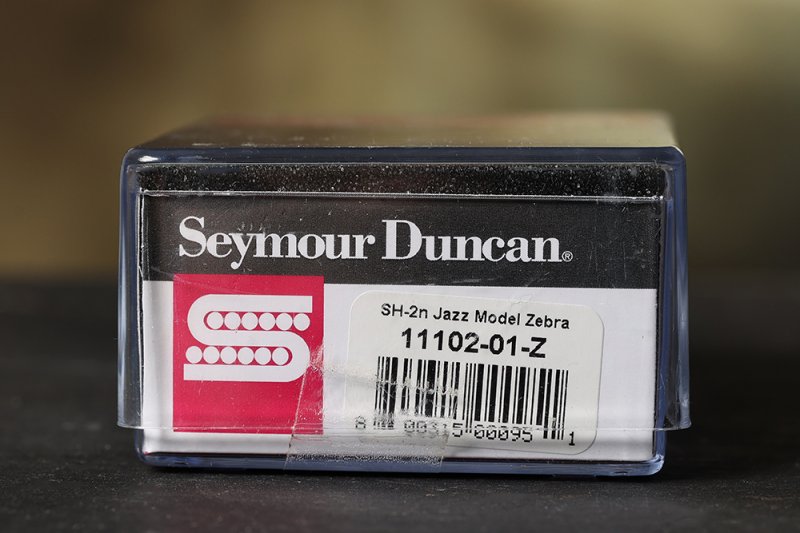 Seymour Duncan®
SH-2n Jazz Model Zebra
11102-01-Z
8 00315 00095 1